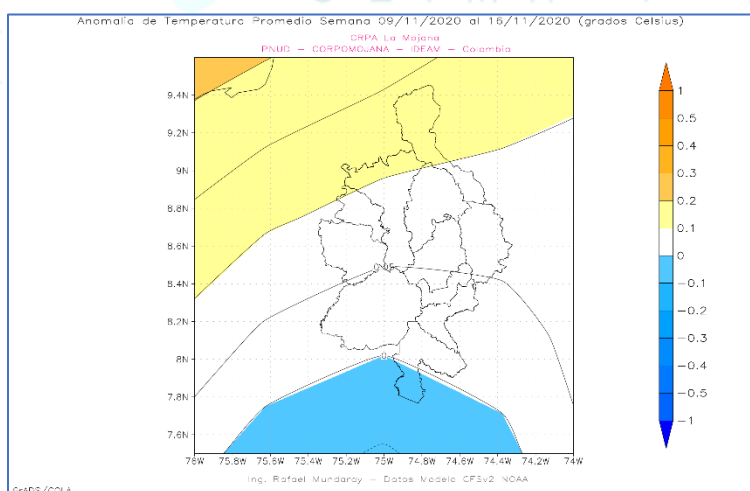 Anomalia de Temperatura Promedio Semana 09/11/2020 al 16/11/2020 (grados Celsius)
CRPA La Mojana
PNUD – CORPOMOJANA – IDEAM – Colombia
9.4N
9.2N
9N
8.8N
8.6N
8.4N
8.2N
8N
7.8N
7.6N
76W 75.8W 75.6W 75.4W 75.2W 75W 74.8W 74.6W 74.4W 74.2W 74W
0
0
1
0.5
0.4
0.3
0.2
0.1
0
-0.1
-0.2
-0.3
-0.4
-0.5
-1
Ing. Rafael Mundaray – Datos Modelo CFSv2 NOAA
GrADS/COLA